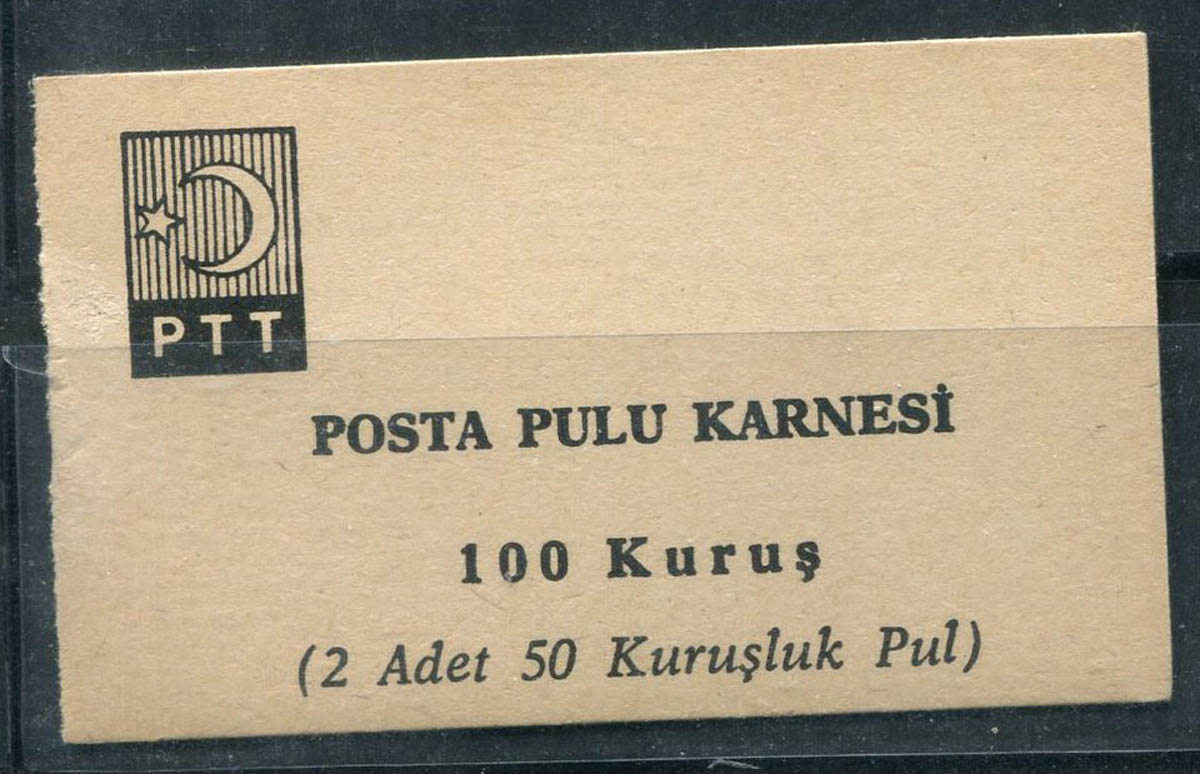 PTT
POSTA PULU KARNESİ
100 Kuruş
(2 Adet 50 Kuruşluk Pul)